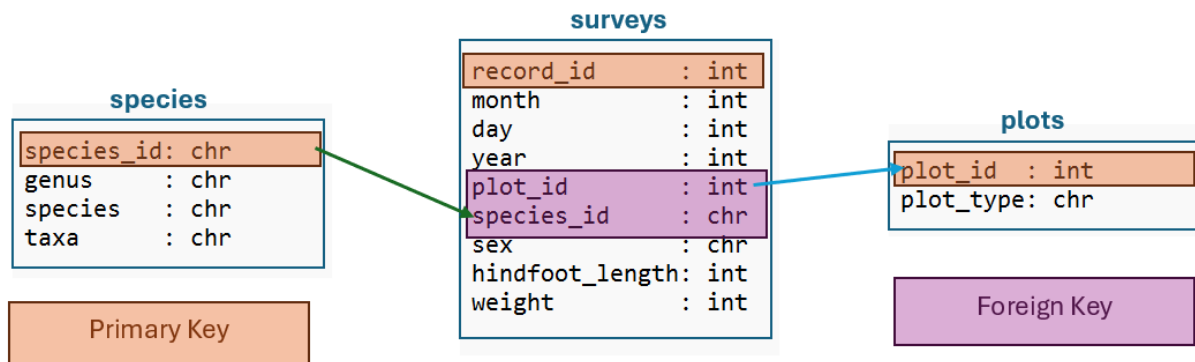 species
species_id: chr
genus     : chr
species   : chr
taxa      : chr
Primary Key
surveys
record_id      : int
month          : int
day            : int
year           : int
plot_id        : int
species_id     : chr
sex            : chr
hindfoot_length: int
weight         : int
plots
plot_id  : int
plot_type: chr
Foreign Key